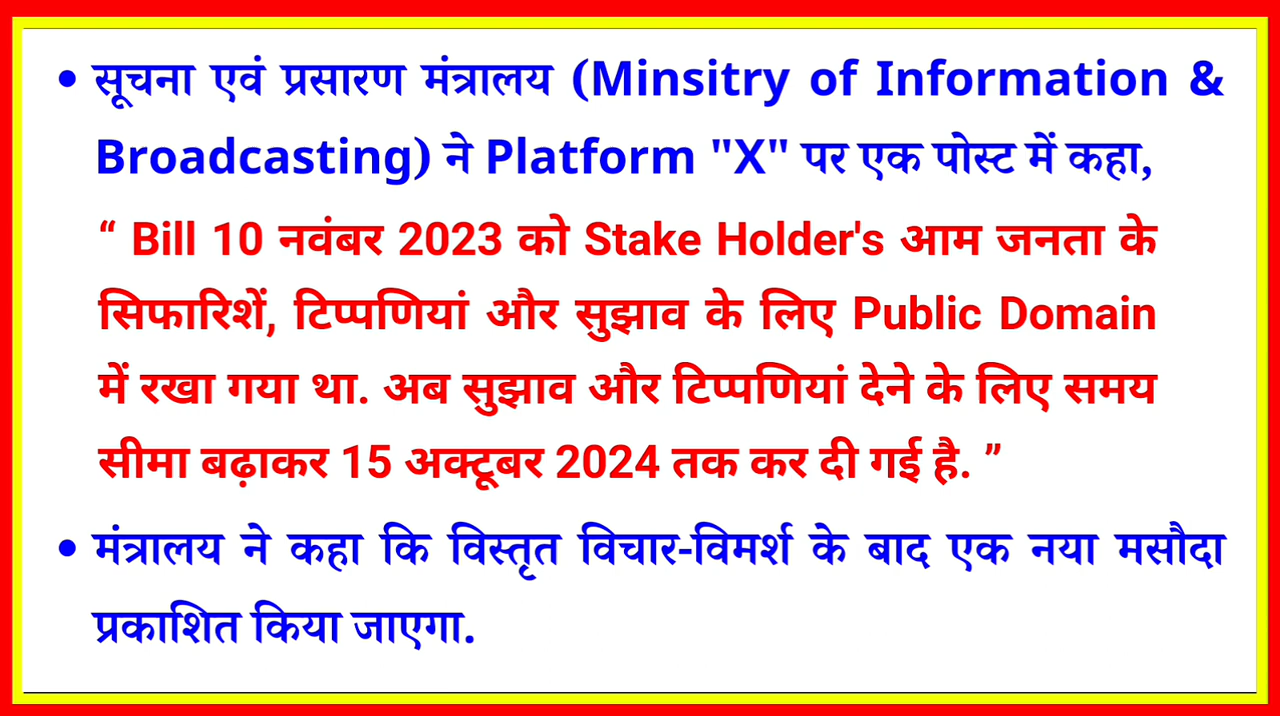 • सूचना एवं प्रसारण मंत्रालय (Minsitry of Information &
Broadcasting) ने Platform "X" पर एक पोस्ट में कहा,
“ Bill 10 नवंबर 2023 को Stake Holder's आम जनता के
सिफारिशें, टिप्पणियां और सुझाव के लिए Public Domain
में रखा गया था. अब सुझाव और टिप्पणियां देने के लिए समय
सीमा बढ़ाकर 15 अक्टूबर 2024 तक कर दी गई है. ”
• मंत्रालय ने कहा कि विस्तृत विचार-विमर्श के बाद एक नया मसौदा
प्रकाशित किया जाएगा.